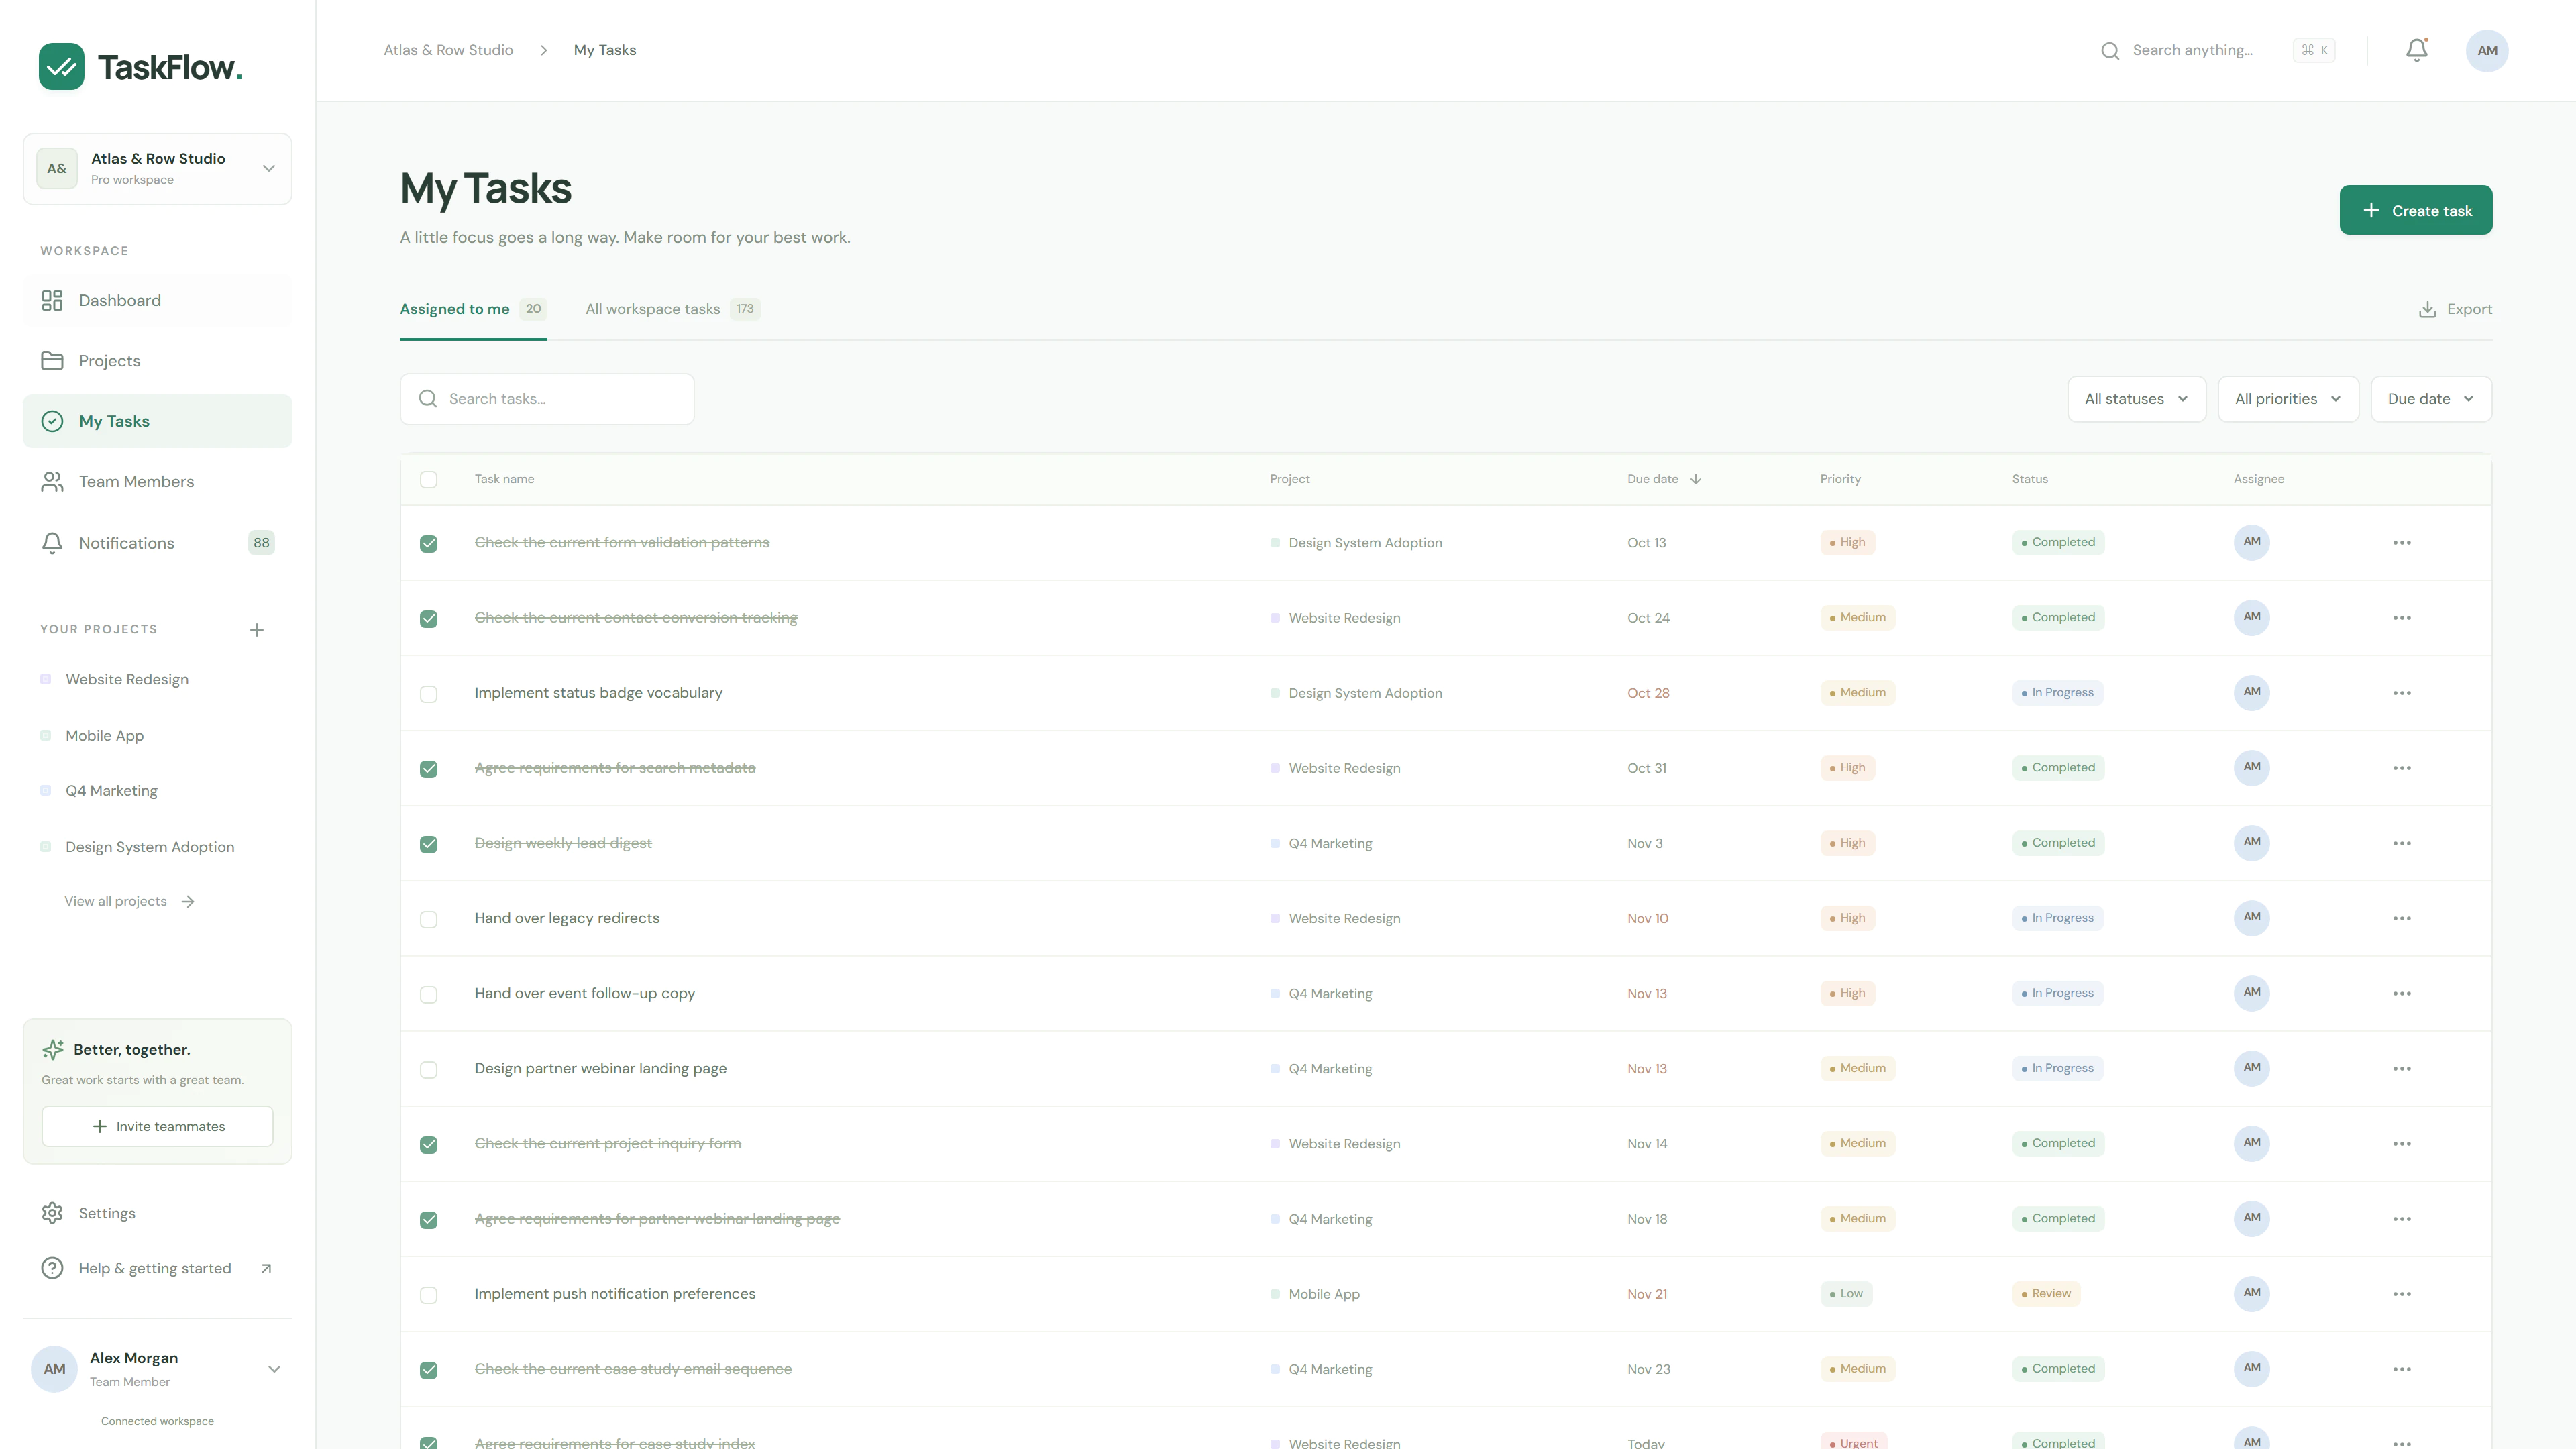 TaskFlow.
A&
Atlas & Row Studio
Pro workspace
WORKSPACE
Dashboard
Projects
My Tasks
Team Members
Notifications 88
YOUR PROJECTS
Website Redesign
Mobile App
Q4 Marketing
Design System Adoption
View all projects
Better, together.
Great work starts with a great team.
Invite teammates
Settings
Help & getting started
AM
Alex Morgan
Team Member
Connected workspace
Atlas & Row Studio My Tasks
Search anything... ⌘ K
AM
My Tasks
A little focus goes a long way. Make room for your best work.
Create task
Assigned to me 20 All workspace tasks 173
Export
Search tasks...
All statuses All priorities Due date
Task name Project Due date Priority Status Assignee
Check the current form validation patterns Design System Adoption Oct 13 High Completed AM
Check the current contact conversion tracking Website Redesign Oct 24 Medium Completed AM
Implement status badge vocabulary Design System Adoption Oct 28 Medium In Progress AM
Agree requirements for search metadata Website Redesign Oct 31 High Completed AM
Design weekly lead digest Q4 Marketing Nov 3 High Completed AM
Hand over legacy redirects Website Redesign Nov 10 High In Progress AM
Hand over event follow-up copy Q4 Marketing Nov 13 High In Progress AM
Design partner webinar landing page Q4 Marketing Nov 13 Medium In Progress AM
Check the current project inquiry form Website Redesign Nov 14 Medium Completed AM
Agree requirements for partner webinar landing page Q4 Marketing Nov 18 Medium Completed AM
Implement push notification preferences Mobile App Nov 21 Low Review AM
Check the current case study email sequence Q4 Marketing Nov 23 Medium Completed AM
Agree requirements for case study index Website Redesign Today Urgent Completed AM